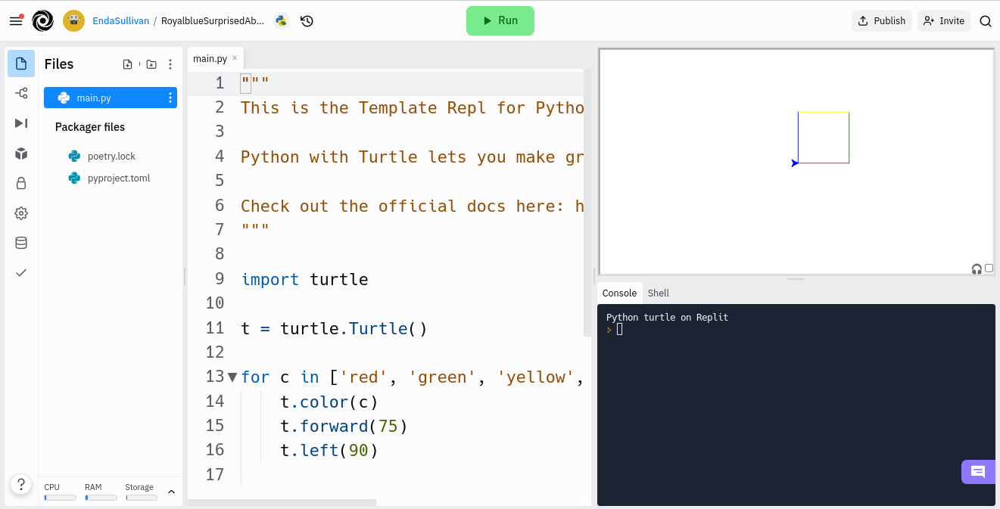 EndaSullivan / RoyalblueSurprisedAb...
Run
Publish
Invite
Files
main.py
Packager files
poetry.lock
pyproject.toml
CPU
RAM
Storage
?
main.py ×
1 """
2 This is the Template Repl for Pytho
3
4 Python with Turtle lets you make gr
5
6 Check out the official docs here: h
7 """
8
9 import turtle
10
11 t = turtle.Turtle()
12
13 for c in ['red', 'green', 'yellow',
14 t.color(c)
15 t.forward(75)
16 t.left(90)
17
Console
Shell
Python turtle on Replit